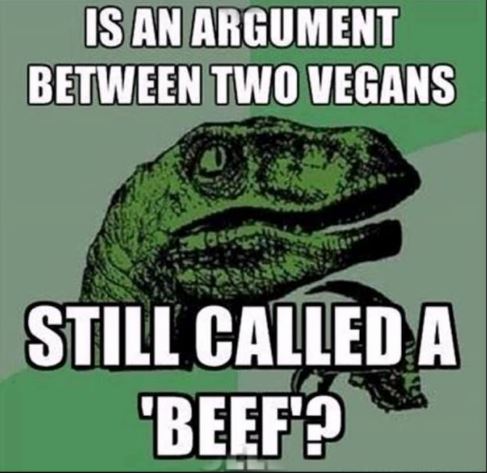 IS AN ARGUMENT
BETWEEN TWO VEGANS
STILL CALLED A
'BEEF'?